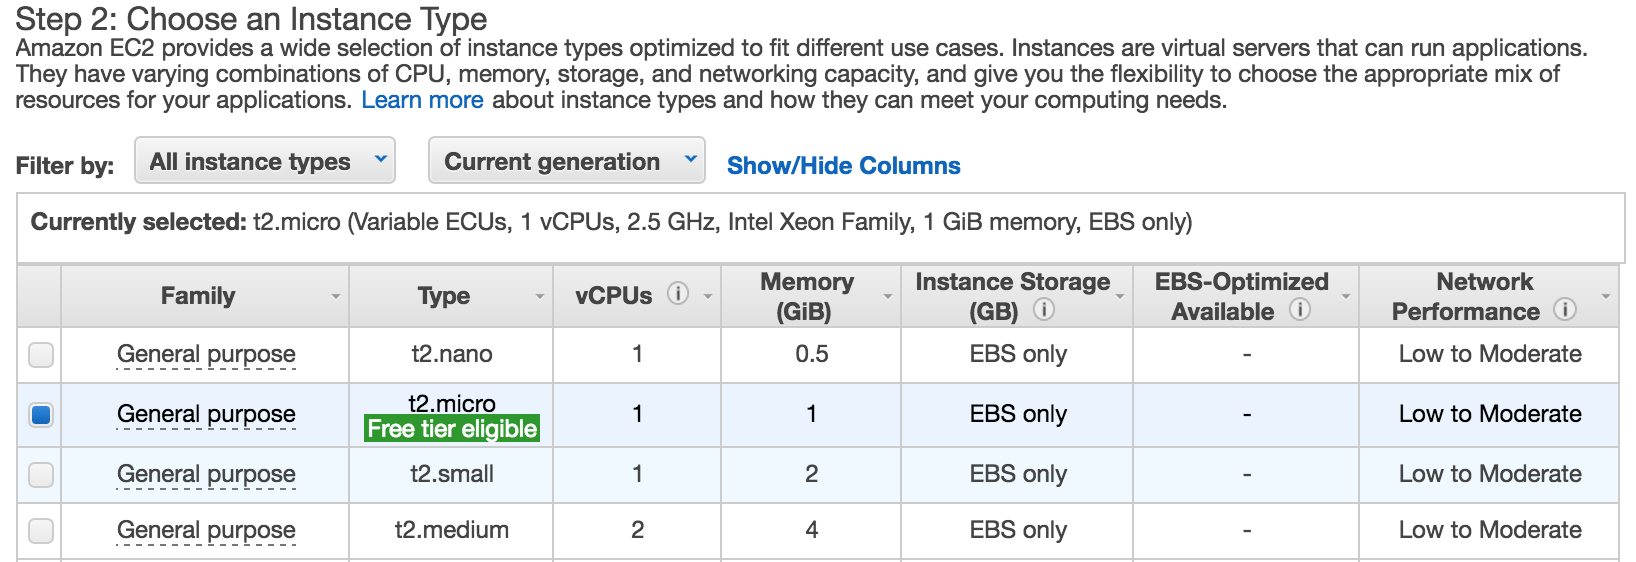 Step 2: Choose an Instance Type
Amazon EC2 provides a wide selection of instance types optimized to fit different use cases. Instances are virtual servers that can run applications.
They have varying combinations of CPU, memory, storage, and networking capacity, and give you the flexibility to choose the appropriate mix of
resources for your applications. Learn more about instance types and how they can meet your computing needs.
Filter by: All instance types Current generation Show/Hide Columns
Currently selected: t2.micro (Variable ECUs, 1 vCPUs, 2.5 GHz, Intel Xeon Family, 1 GiB memory, EBS only)
Family Type vCPUs Memory (GiB) Instance Storage (GB) EBS-Optimized Available Network Performance
General purpose t2.nano 1 0.5 EBS only - Low to Moderate
General purpose t2.micro Free tier eligible 1 1 EBS only - Low to Moderate
General purpose t2.small 1 2 EBS only - Low to Moderate
General purpose t2.medium 2 4 EBS only - Low to Moderate